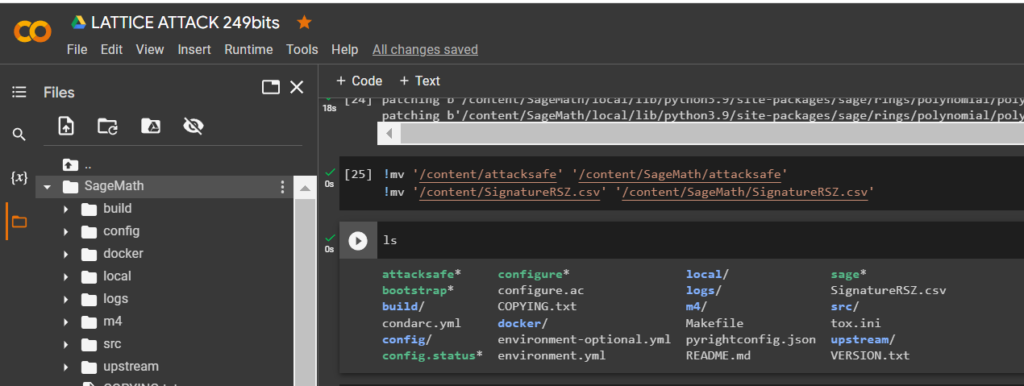 LATTICE ATTACK 249bits
File Edit View Insert Runtime Tools Help All changes saved
Files
+ Code + Text
18s
[24] patching b'/content/SageMath/local/lib/python3.9/site-packages/sage/rings/polynomial/pol
patching b'/content/SageMath/local/lib/python3.9/site-packages/sage/rings/polynomial/pol
..
{x}
SageMath
build
config
docker
local
logs
m4
src
upstream
0s
[25] !mv '/content/attacksafe' '/content/SageMath/attacksafe'
!mv '/content/SignatureRSZ.csv' '/content/SageMath/SignatureRSZ.csv'
0s
ls
attacksafe* configure* local/ sage*
bootstrap* configure.ac logs/ SignatureRSZ.csv
build/ COPYING.txt m4/ src/
condarc.yml docker/ Makefile tox.ini
config/ environment-optional.yml pyrightconfig.json upstream/
config.status* environment.yml README.md VERSION.txt